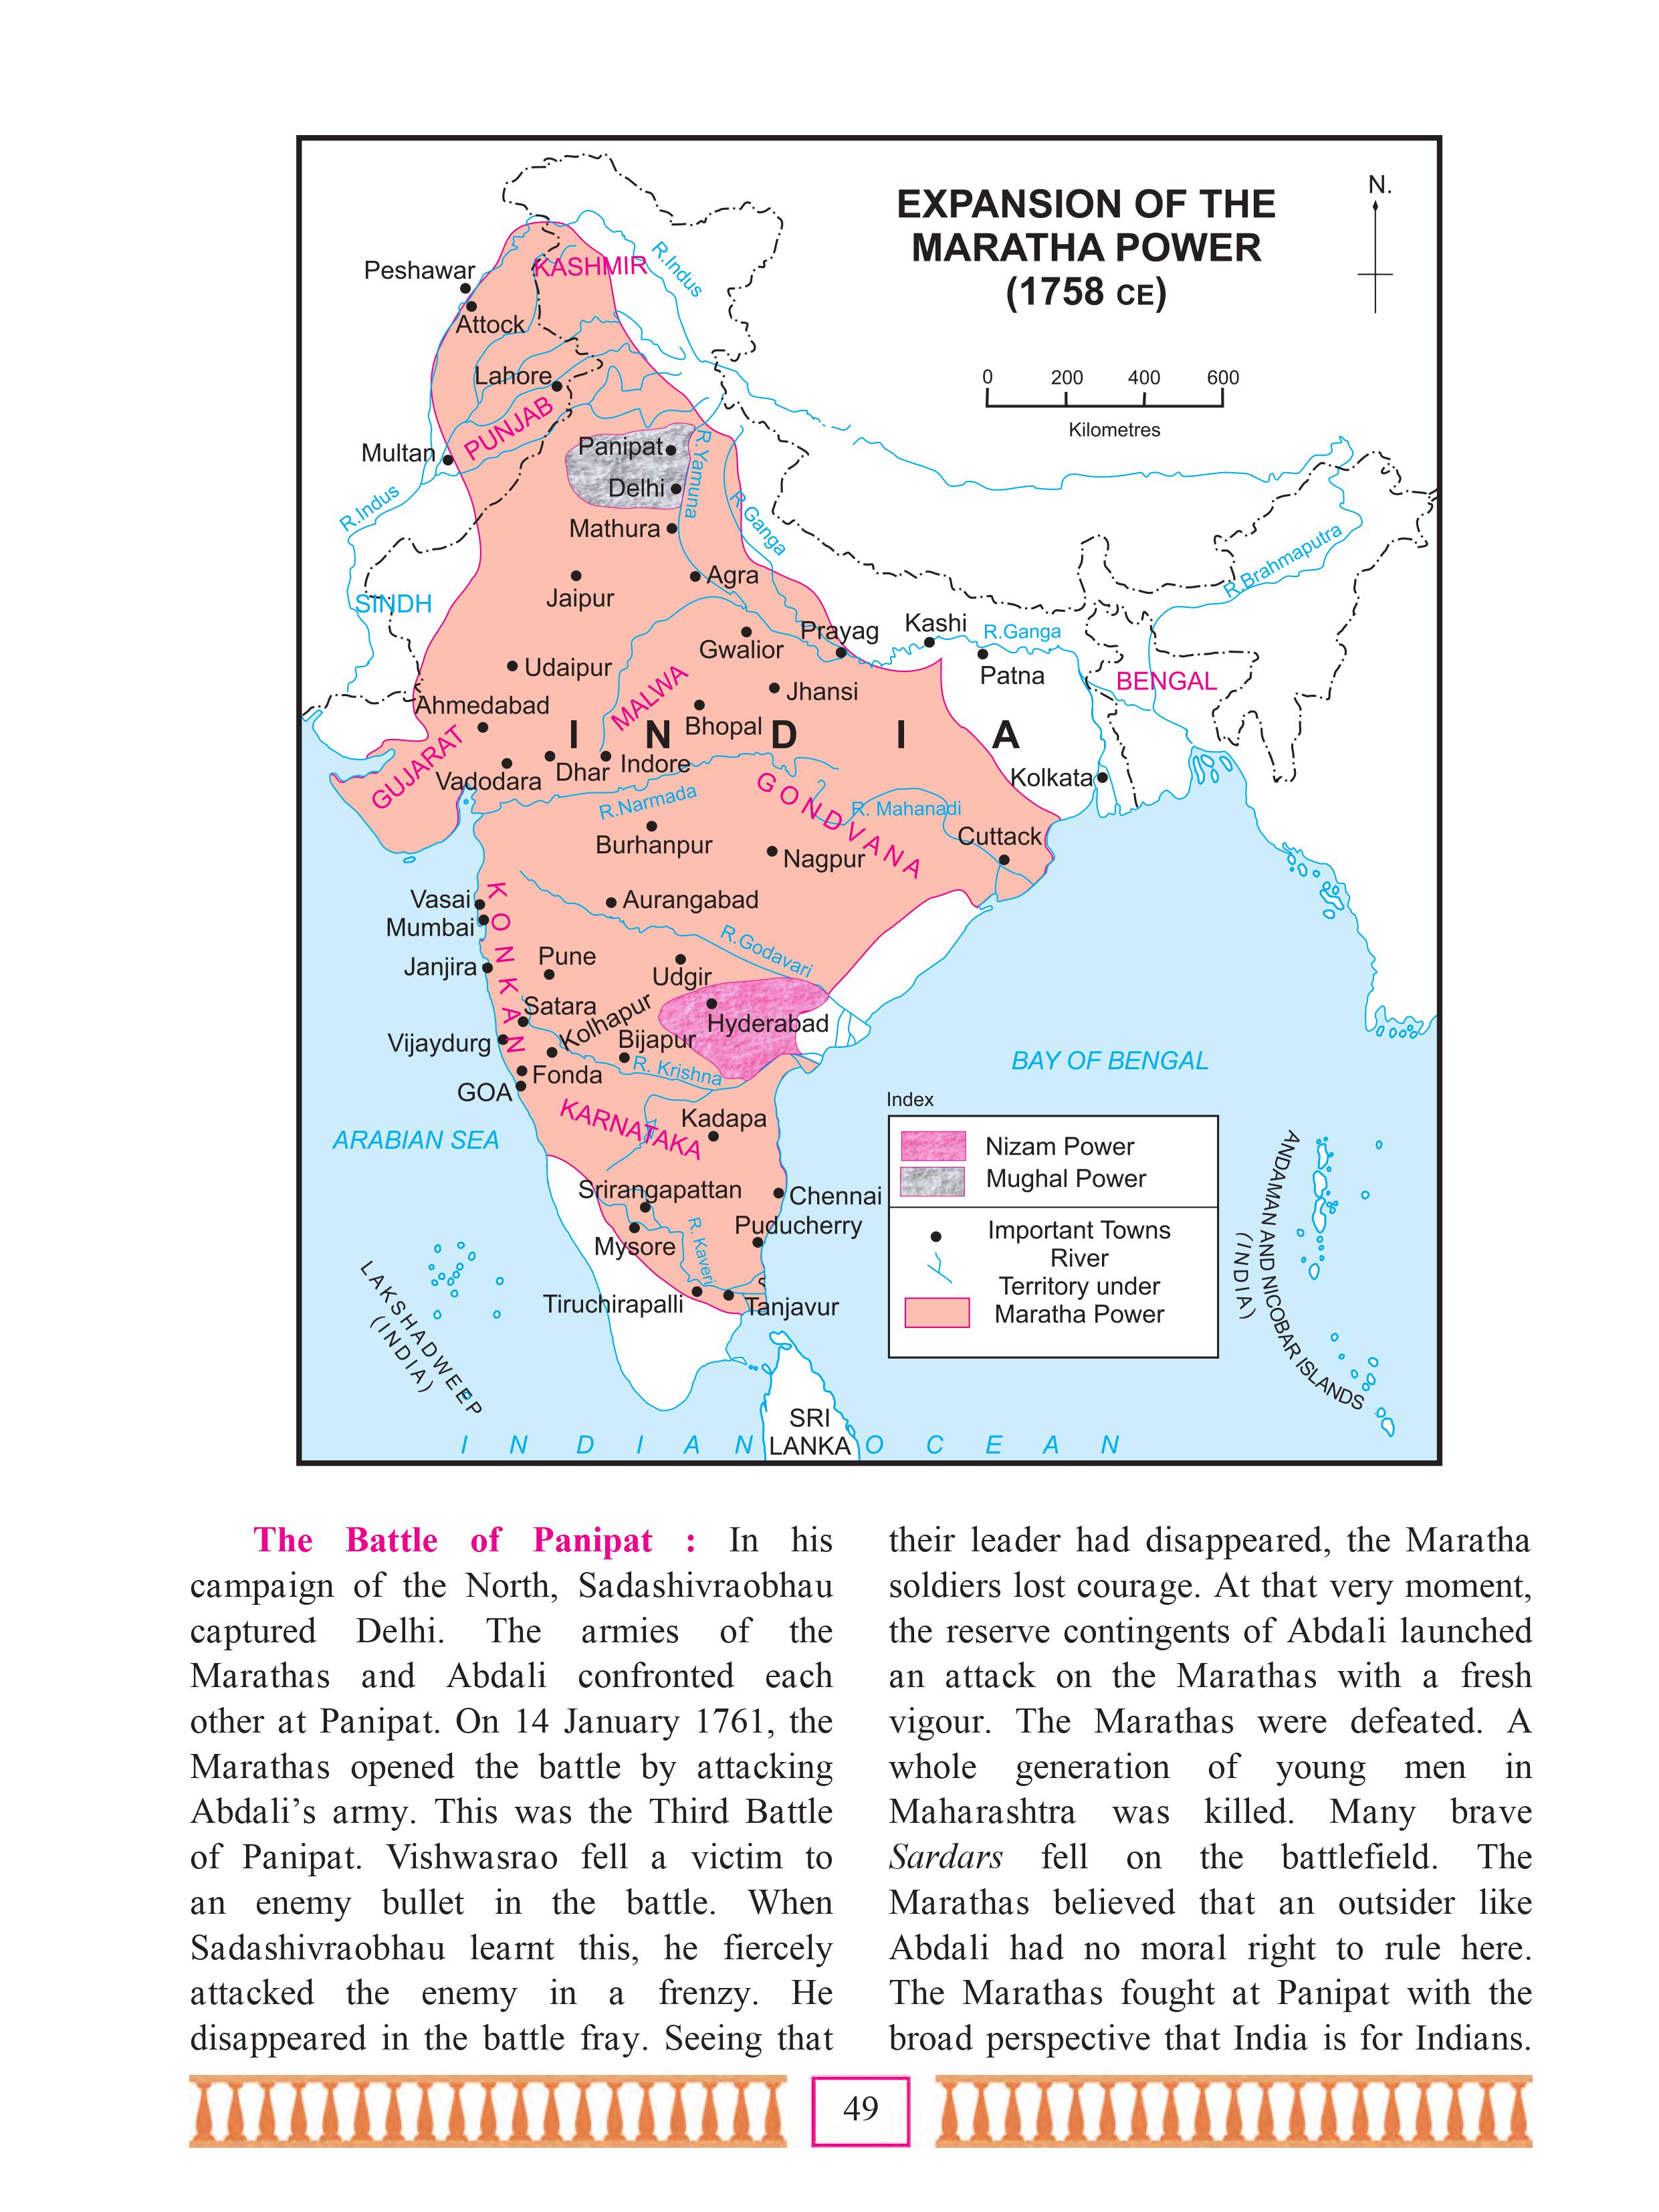 EXPANSION OF THE
MARATHA POWER
(1758 CE)
N.
0 200 400 600
Kilometres
Peshawar
KASHMIR
R.Indus
Attock
Lahore
PUNJAB
Multan
Panipat
R.Yamuna
Delhi
R.Indus
R.Ganga
Mathura
R.Brahmaputra
SINDH
Jaipur
Agra
Prayag
Kashi
R.Ganga
Gwalior
Patna
Udaipur
MALWA
BENGAL
Jhansi
Ahmedabad
Bhopal
I N D I A
GUJARAT
Vadodara
Dhar
Indore
Kolkata
R.Narmada
GONDVANA
R. Mahanadi
Burhanpur
Cuttack
Nagpur
Vasai
KONKAN
Aurangabad
Mumbai
R.Godavari
Janjira
Pune
Udgir
Satara
Kolhapur
Hyderabad
Vijaydurg
Bijapur
R. Krishna
Fonda
GOA
BAY OF BENGAL
KARNATAKA
Kadapa
ARABIAN SEA
Srirangapattan
Chennai
Puducherry
Mysore
R. Kaveri
Tiruchirapalli
Tanjavur
LAKSHADWEEP
(INDIA)
ANDAMAN AND NICOBAR ISLANDS
(INDIA)
Index
Nizam Power
Mughal Power
Important Towns
River
Territory under
Maratha Power
SRI
LANKA
I N D I A N O C E A N
The Battle of Panipat : In his
campaign of the North, Sadashivraobhau
captured Delhi. The armies of the
Marathas and Abdali confronted each
other at Panipat. On 14 January 1761, the
Marathas opened the battle by attacking
Abdali’s army. This was the Third Battle
of Panipat. Vishwasrao fell a victim to
an enemy bullet in the battle. When
Sadashivraobhau learnt this, he fiercely
attacked the enemy in a frenzy. He
disappeared in the battle fray. Seeing that
their leader had disappeared, the Maratha
soldiers lost courage. At that very moment,
the reserve contingents of Abdali launched
an attack on the Marathas with a fresh
vigour. The Marathas were defeated. A
whole generation of young men in
Maharashtra was killed. Many brave
Sardars fell on the battlefield. The
Marathas believed that an outsider like
Abdali had no moral right to rule here.
The Marathas fought at Panipat with the
broad perspective that India is for Indians.
49